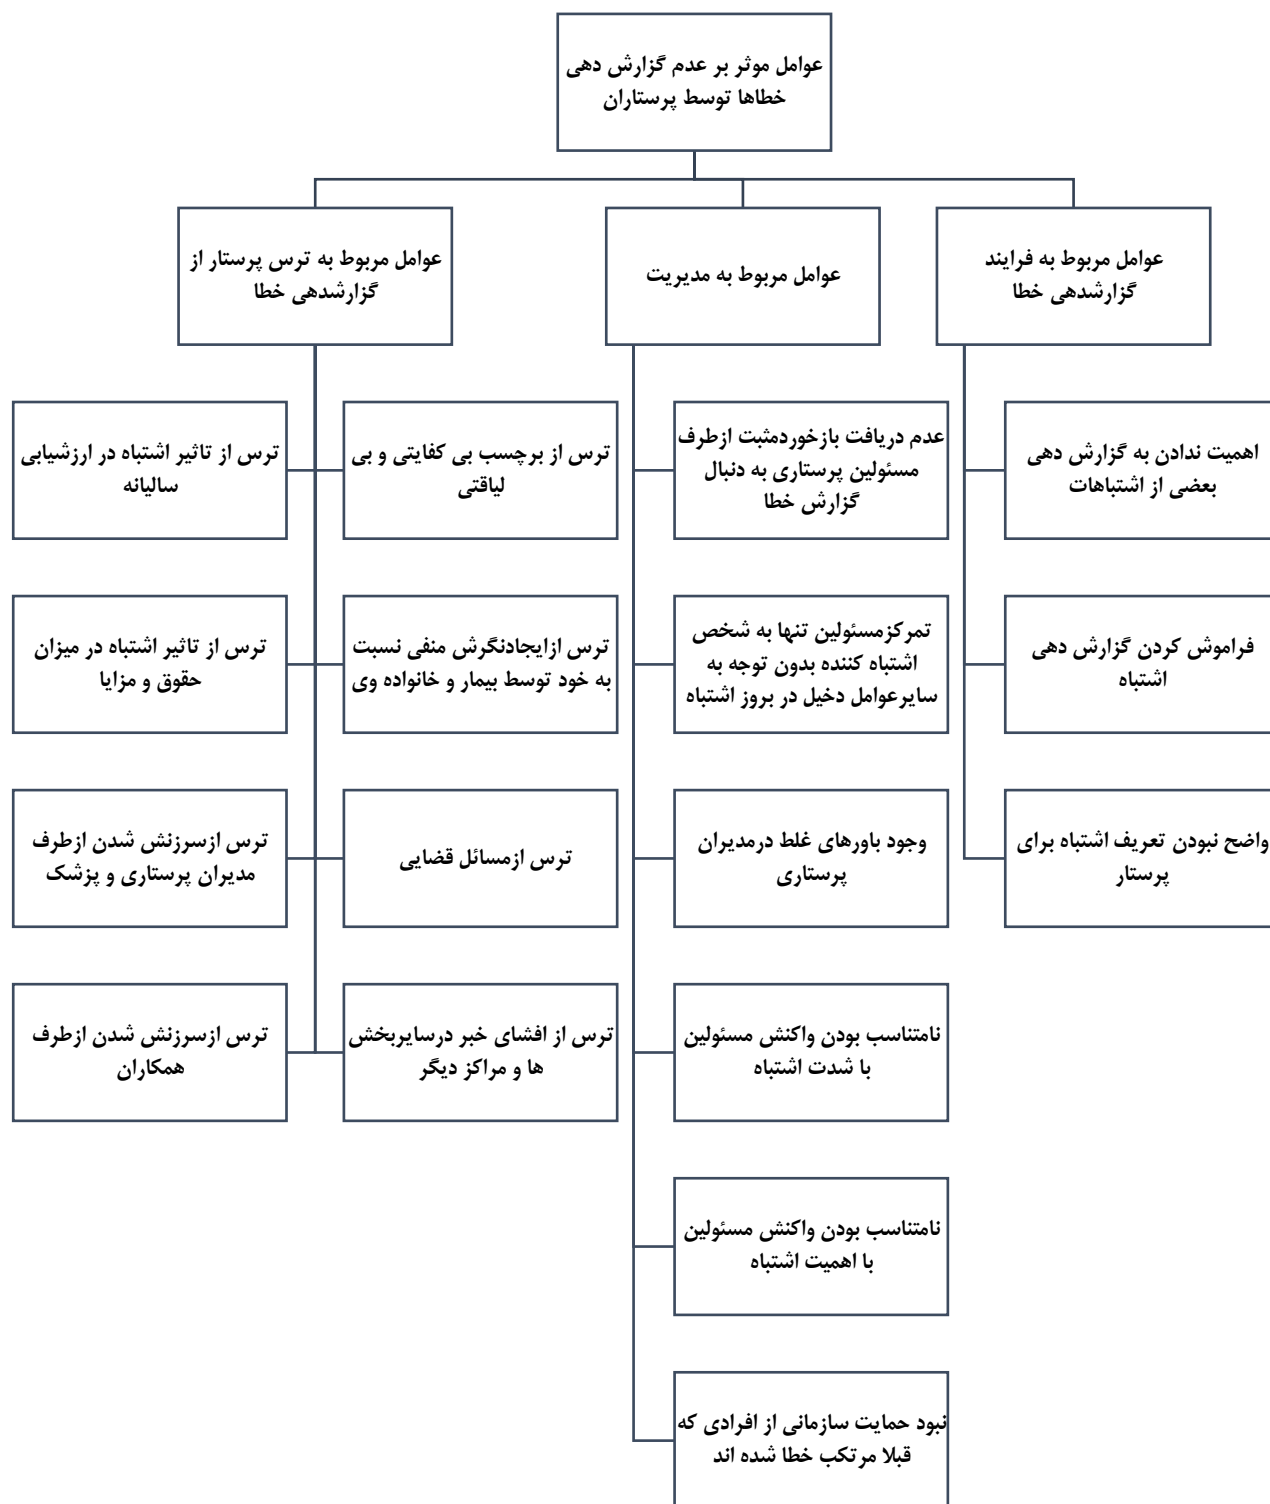 عوامل موثر بر عدم گزارش دهی
خطاها توسط پرستاران
عوامل مربوط به فرایند
گزارشدهی خطا
عوامل مربوط به مدیریت
عوامل مربوط به ترس پرستار از
گزارشدهی خطا
اهمیت ندادن به گزارش دهی
بعضی از اشتباهات
فراموش کردن گزارش دهی
اشتباه
واضح نبودن تعریف اشتباه برای
پرستار
عدم دریافت بازخوردمثبت ازطرف
مسئولین پرستاری به دنبال
گزارش خطا
تمرکزمسئولین تنها به شخص
اشتباه کننده بدون توجه به
سایرعوامل دخیل در بروز اشتباه
وجود باورهای غلط درمدیران
پرستاری
نامتناسب بودن واکنش مسئولین
با شدت اشتباه
نامتناسب بودن واکنش مسئولین
با اهمیت اشتباه
نبود حمایت سازمانی از افرادی که
قبلا مرتکب خطا شده اند
ترس از برچسب بی کفایتی و بی
لیاقتی
ترس ازایجادنگرش منفی نسبت
به خود توسط بیمار و خانواده وی
ترس ازمسائل قضایی
ترس از افشای خبر درسایربخش
ها و مراکز دیگر
ترس از تاثیر اشتباه در ارزشیابی
سالیانه
ترس از تاثیر اشتباه در میزان
حقوق و مزایا
ترس ازسرزنش شدن ازطرف
مدیران پرستاری و پزشک
ترس ازسرزنش شدن ازطرف
همکاران